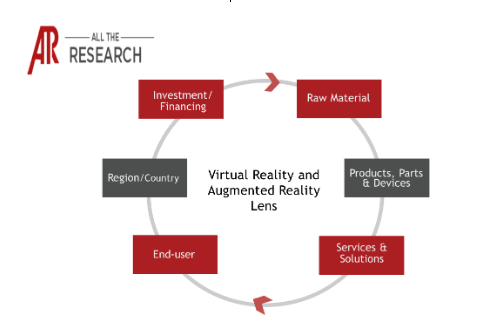 ATR
ALL THE
RESEARCH
Investment/
Financing
Raw Material
Region/Country
Virtual Reality and
Augmented Reality
Lens
Products, Parts
& Devices
End-user
Services &
Solutions